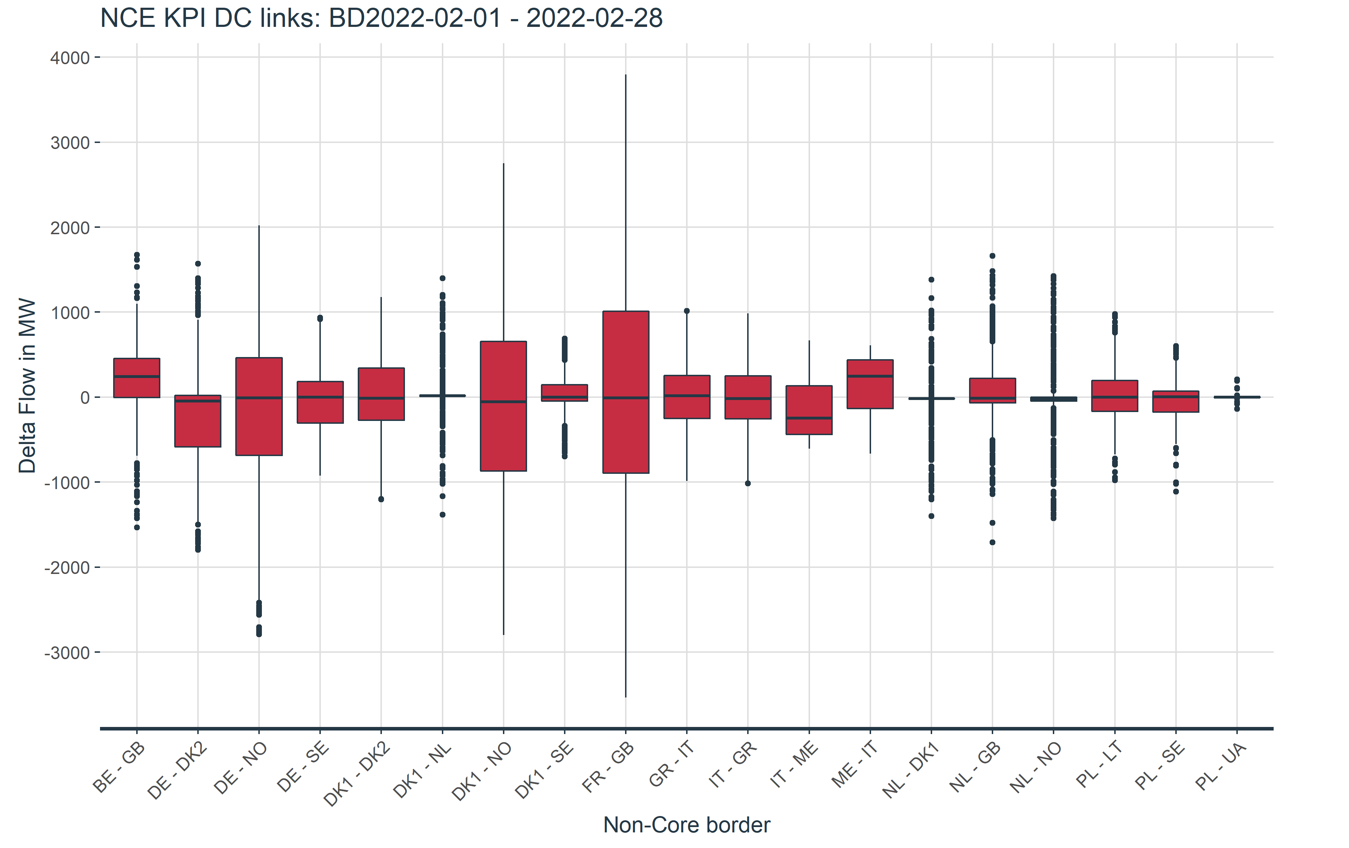 NCE KPI DC links: BD2022-02-01 - 2022-02-28
Delta Flow in MW
4000
3000
2000
1000
0
-1000
-2000
-3000
BE - GB
DE - DK2
DE - NO
DE - SE
DK1 - DK2
DK1 - NL
DK1 - NO
DK1 - SE
FR - GB
GR - IT
IT - GR
IT - ME
ME - IT
NL - DK1
NL - GB
NL - NO
PL - LT
PL - SE
PL - UA
Non-Core border